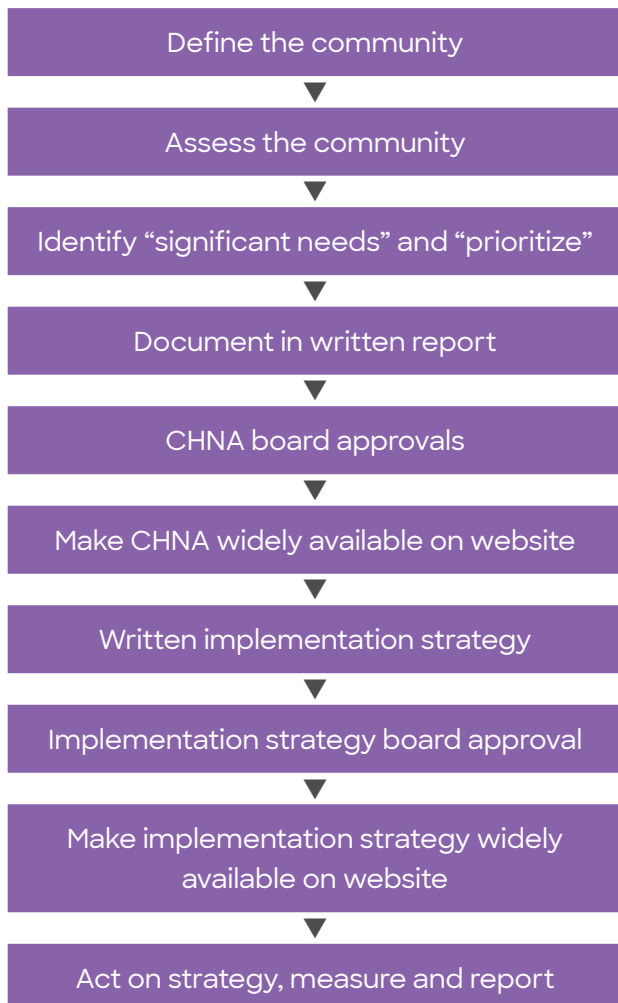 Define the community
Assess the community
Identify “significant needs” and “prioritize”
Document in written report
CHNA board approvals
Make CHNA widely available on website
Written implementation strategy
Implementation strategy board approval
Make implementation strategy widely
available on website
Act on strategy, measure and report